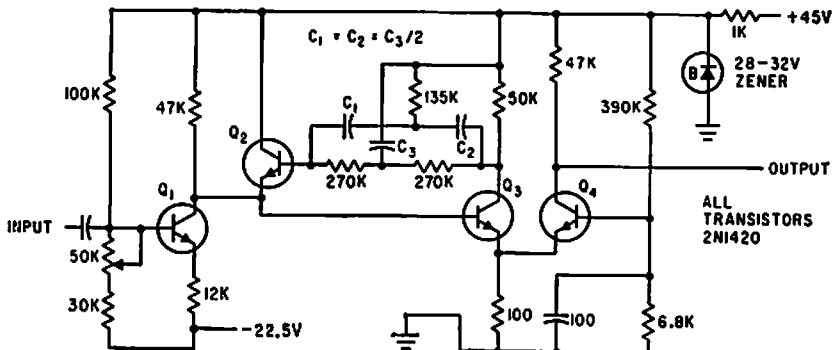 +45V
1K
C1 = C2 = C3/2
28-32V
ZENER
B
100K
47K
Q2
C1
135K
C3
C2
50K
47K
390K
270K
270K
Q1
Q3
Q4
OUTPUT
ALL
TRANSISTORS
2N1420
INPUT
50K
30K
12K
-22.5V
100
100
6.8K